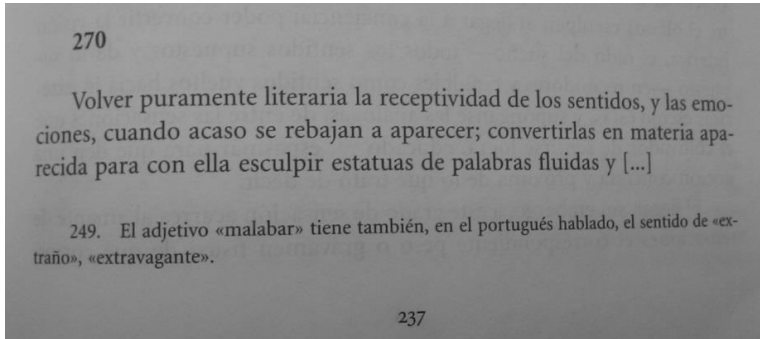 270
Volver puramente literaria la receptividad de los sentidos, y las emo-
ciones, cuando acaso se rebajan a aparecer; convertirlas en materia apa-
recida para con ella esculpir estatuas de palabras fluidas y [...]
249. El adjetivo «malabar» tiene también, en el portugués hablado, el sentido de «ex-
traño», «extravagante».
237